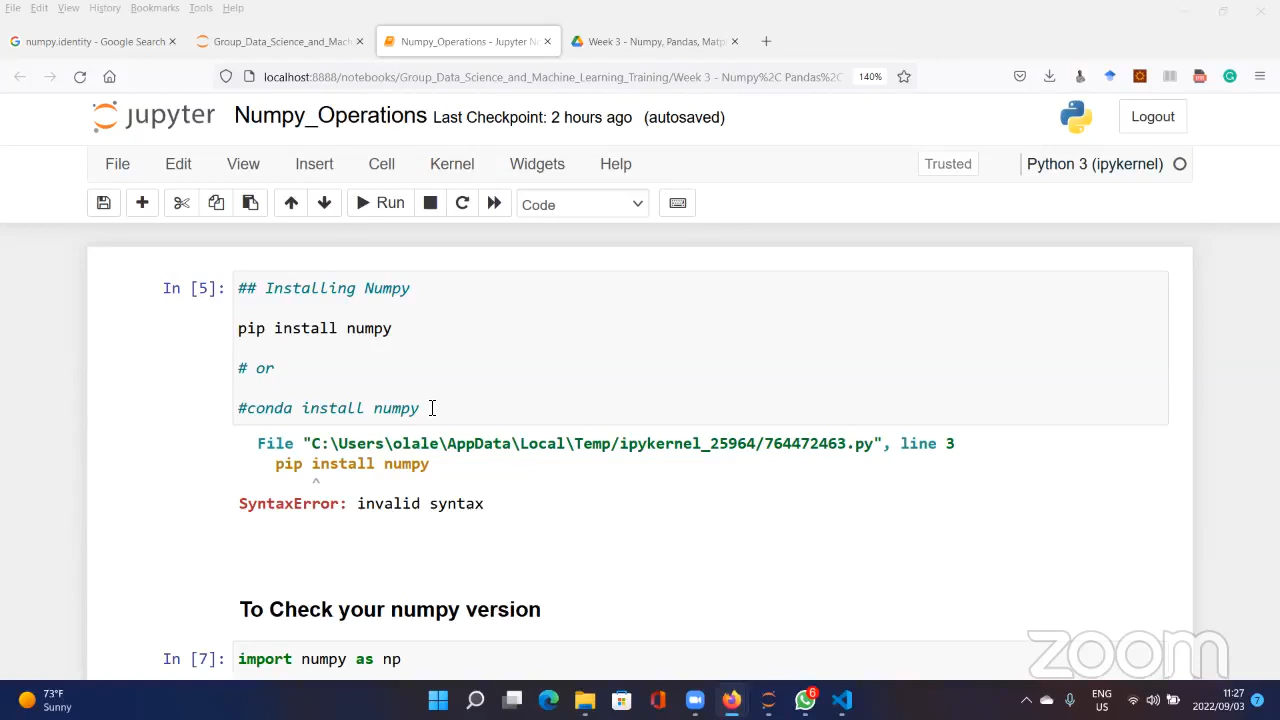 File Edit View History Bookmarks Tools Help
numpy.identity - Google Search
Group_Data_Science_and_Mach
Numpy_Operations - Jupyter N
Week 3 - Numpy, Pandas, Matp
localhost:8888/notebooks/Group_Data_Science_and_Machine_Learning_Training/Week 3 - Numpy%2C Pandas%2C
140%
jupyter Numpy_Operations Last Checkpoint: 2 hours ago (autosaved)
Logout
File Edit View Insert Cell Kernel Widgets Help
Trusted
Python 3 (ipykernel)
Run
Code
In [5]: ## Installing Numpy
pip install numpy
# or
#conda install numpy
File "C:\Users\olale\AppData\Local\Temp/ipykernel_25964/764472463.py", line 3
pip install numpy
^
SyntaxError: invalid syntax
To Check your numpy version
In [7]: import numpy as np
zoom
73°F
Sunny
6
ENG
US
11:27
2022/09/03
7